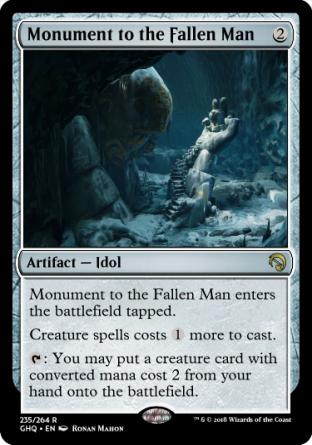 Monument to the Fallen Man 2
Artifact — Idol
Monument to the Fallen Man enters
the battlefield tapped.
Creature spells costs 1 more to cast.
: You may put a creature card with
converted mana cost 2 from your
hand onto the battlefield.
235/264 R
GHQ • EN Ronan Mahon
™ & © 2018 Wizards of the Coast